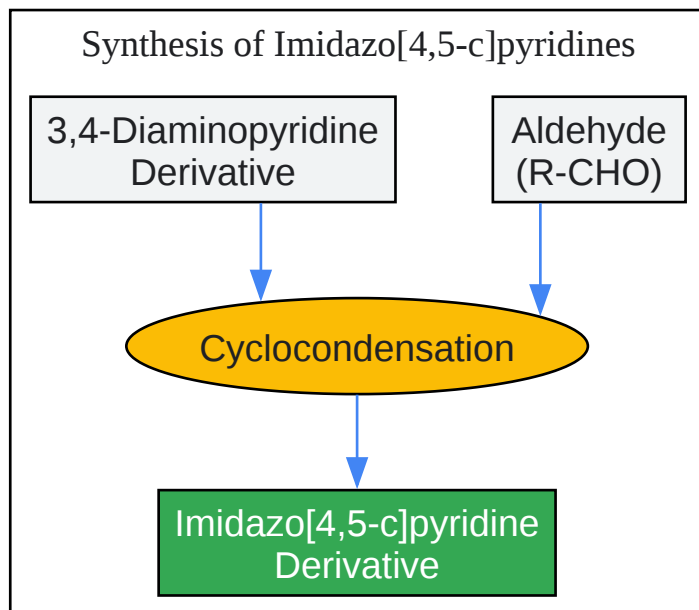 Synthesis of Imidazo[4,5-c]pyridines
3,4-Diaminopyridine
Derivative
Aldehyde
(R-CHO)
Cyclocondensation
Imidazo[4,5-c]pyridine
Derivative